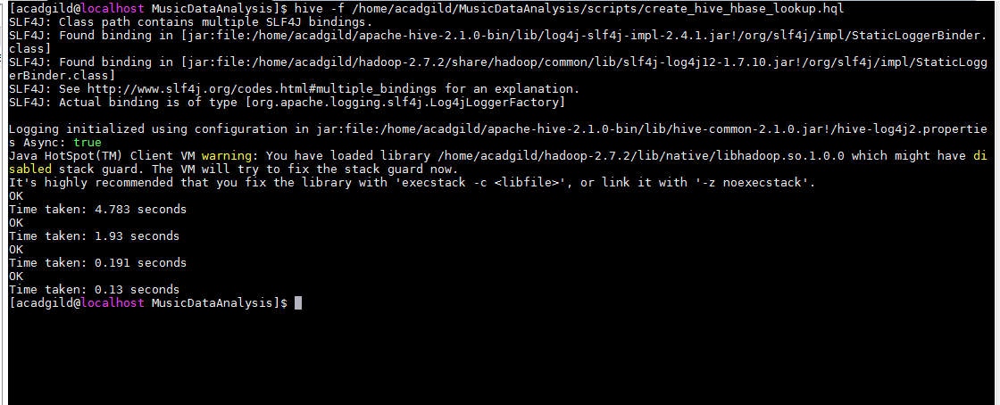 [acadgild@localhost MusicDataAnalysis]$ hive -f /home/acadgild/MusicDataAnalysis/scripts/create_hive_hbase_lookup.hql
SLF4J: Class path contains multiple SLF4J bindings.
SLF4J: Found binding in [jar:file:/home/acadgild/apache-hive-2.1.0-bin/lib/log4j-slf4j-impl-2.4.1.jar!/org/slf4j/impl/StaticLoggerBinder.
class]
SLF4J: Found binding in [jar:file:/home/acadgild/hadoop-2.7.2/share/hadoop/common/lib/slf4j-log4j12-1.7.10.jar!/org/slf4j/impl/StaticLogg
erBinder.class]
SLF4J: See http://www.slf4j.org/codes.html#multiple_bindings for an explanation.
SLF4J: Actual binding is of type [org.apache.logging.slf4j.Log4jLoggerFactory]
Logging initialized using configuration in jar:file:/home/acadgild/apache-hive-2.1.0-bin/lib/hive-common-2.1.0.jar!/hive-log4j2.propertie
s Async: true
Java HotSpot(TM) Client VM warning: You have loaded library /home/acadgild/hadoop-2.7.2/lib/native/libhadoop.so.1.0.0 which might have di
sabled stack guard. The VM will try to fix the stack guard now.
It's highly recommended that you fix the library with 'execstack -c <libfile>', or link it with '-z noexecstack'.
OK
Time taken: 4.783 seconds
OK
Time taken: 1.93 seconds
OK
Time taken: 0.191 seconds
OK
Time taken: 0.13 seconds
[acadgild@localhost MusicDataAnalysis]$